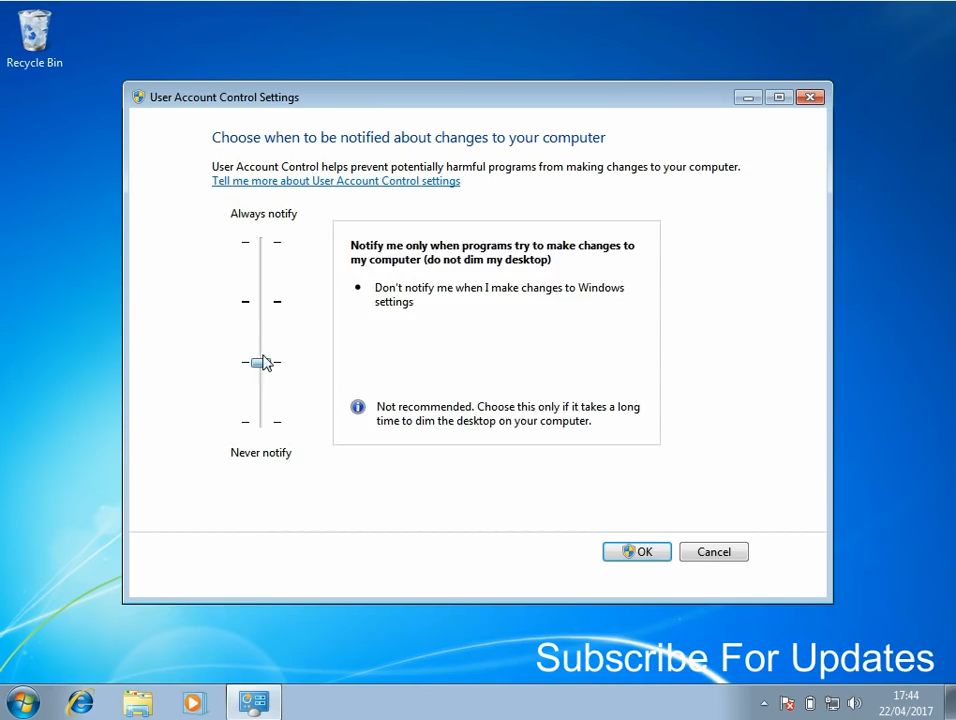 Recycle Bin
User Account Control Settings
Choose when to be notified about changes to your computer
User Account Control helps prevent potentially harmful programs from making changes to your computer.
Tell me more about User Account Control settings
Always notify
Notify me only when programs try to make changes to
my computer (do not dim my desktop)
Don't notify me when I make changes to Windows
settings
Not recommended. Choose this only if it takes a long
time to dim the desktop on your computer.
Never notify
OK
Cancel
Subscribe For Updates
17:44
22/04/2017